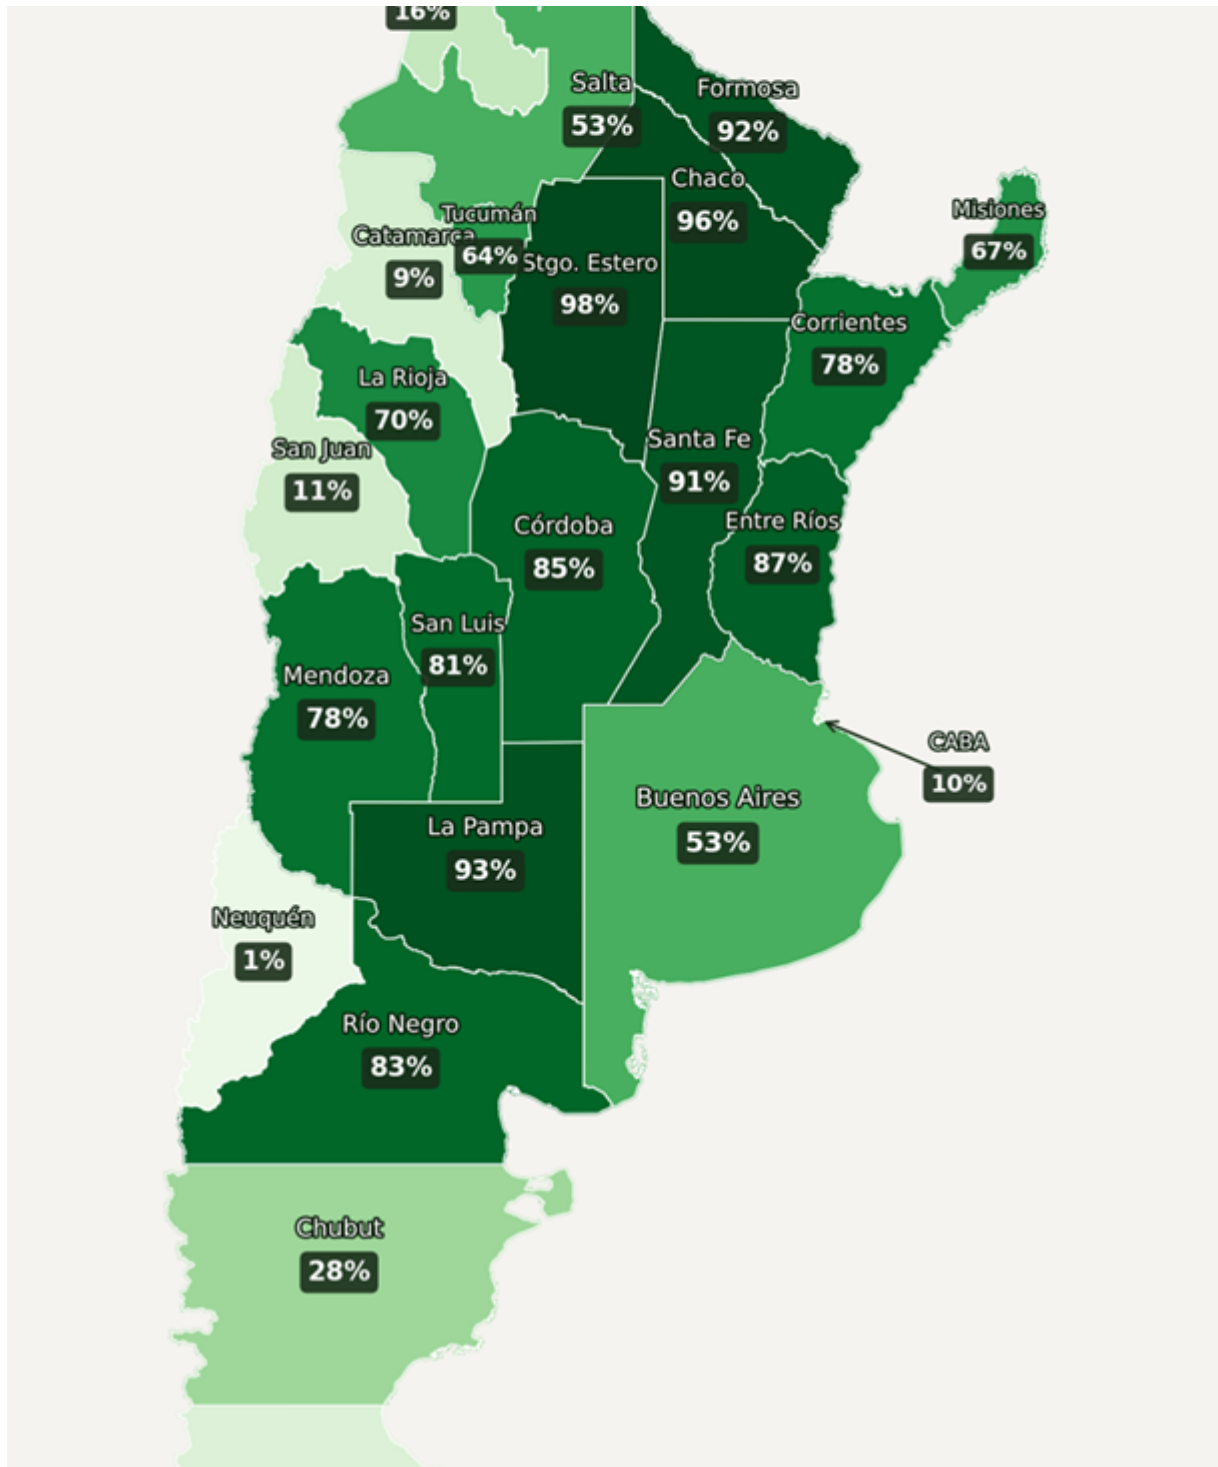 16%
Salta
53%
Formosa
92%
Chaco
96%
Misiones
67%
Tucumán
64%
Catamarca
9%
Stgo. Estero
98%
Corrientes
78%
La Rioja
70%
San Juan
11%
Santa Fe
91%
Córdoba
85%
Entre Ríos
87%
San Luis
81%
Mendoza
78%
CABA
10%
Buenos Aires
53%
La Pampa
93%
Neuquén
1%
Río Negro
83%
Chubut
28%